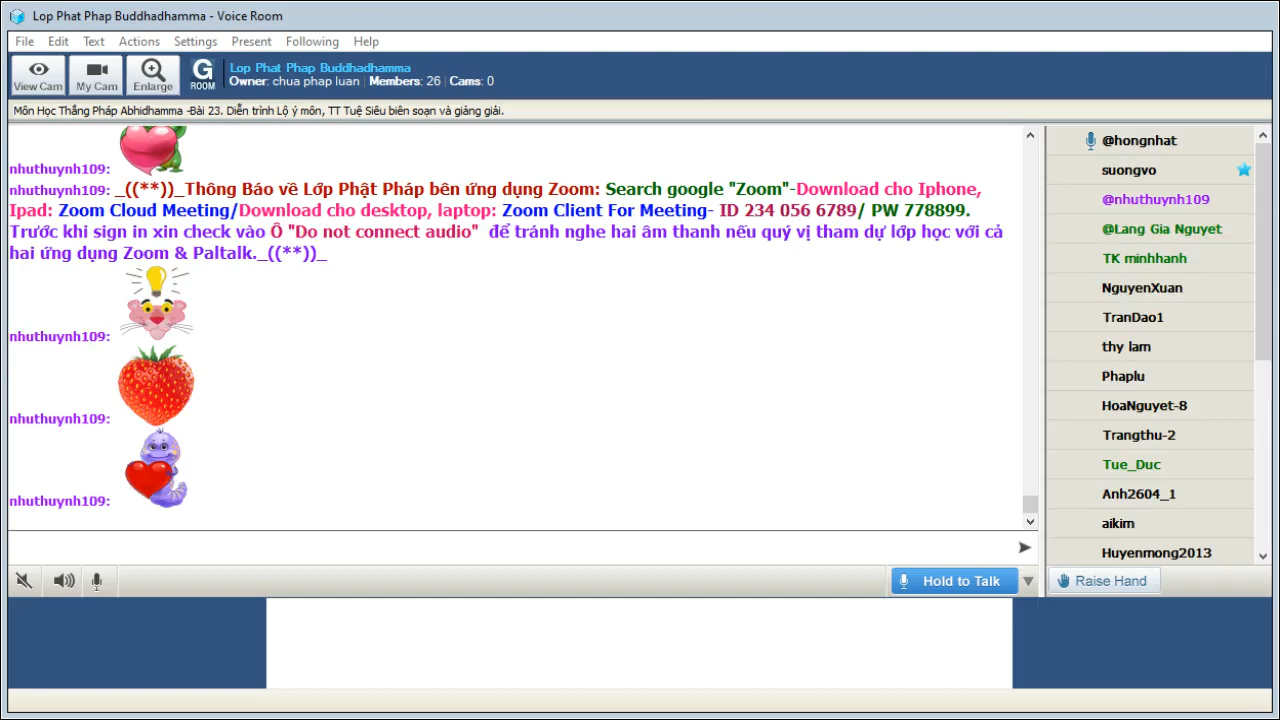 Lop Phat Phap Buddhadhamma - Voice Room
File Edit Text Actions Settings Present Following Help
View Cam My Cam Enlarge
G ROOM
Lop Phat Phap Buddhadhamma
Owner: chua phap luan | Members: 26 | Cams: 0
Môn Học Thắng Pháp Abhidhamma -Bài 23. Diễn trình Lộ ý môn, TT Tuệ Siêu biên soạn và giảng giải.
nhuthuynh109:
nhuthuynh109: _((**))_Thông Báo về Lớp Phật Pháp bên ứng dụng Zoom: Search google "Zoom"-Download cho Iphone,
Ipad: Zoom Cloud Meeting/Download cho desktop, laptop: Zoom Client For Meeting- ID 234 056 6789/ PW 778899.
Trước khi sign in xin check vào Ô "Do not connect audio" để tránh nghe hai âm thanh nếu quý vị tham dự lớp học với cả
hai ứng dụng Zoom & Paltalk._((**))_
nhuthuynh109:
nhuthuynh109:
nhuthuynh109:
Hold to Talk
@hongnhat
suongvo
@nhuthuynh109
@Lang Gia Nguyet
TK minhhanh
NguyenXuan
TranDao1
thy lam
Phaplu
HoaNguyet-8
Trangthu-2
Tue_Duc
Anh2604_1
aikim
Huyenmong2013
Raise Hand